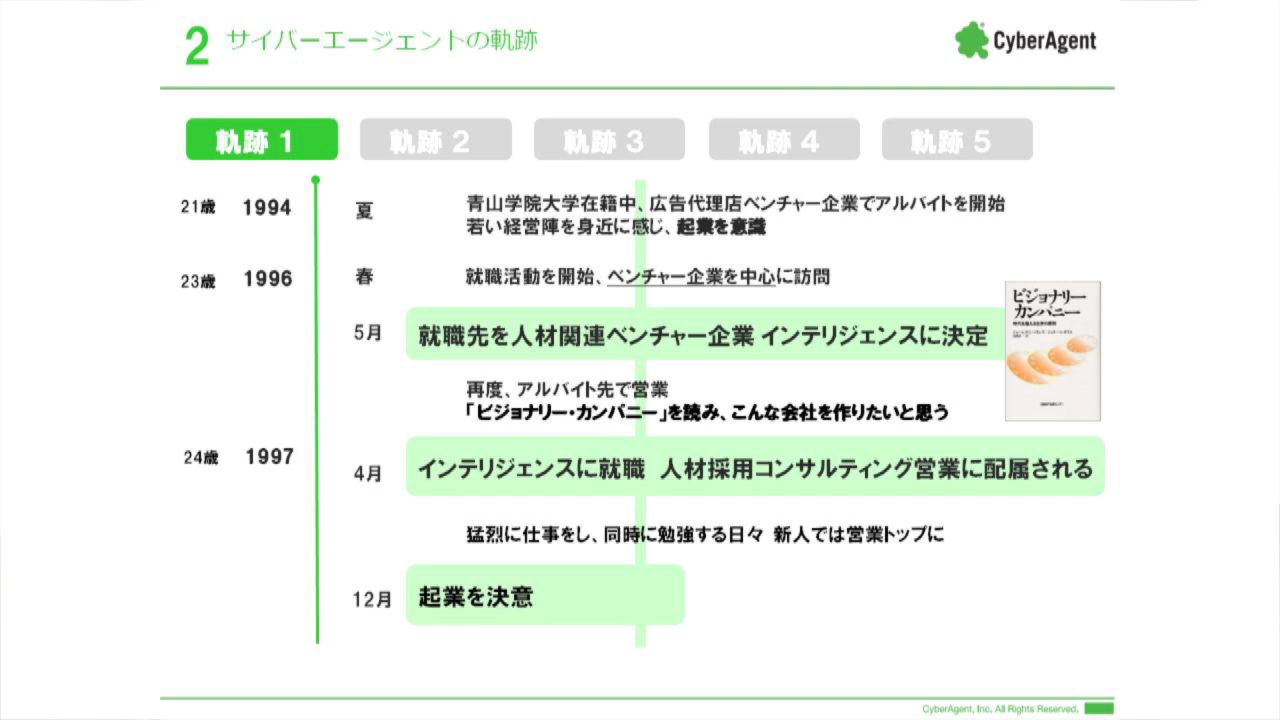 2 サイバーエージェントの軌跡
CyberAgent
軌跡 1
軌跡 2
軌跡 3
軌跡 4
軌跡 5
21歳 1994 夏 青山学院大学在籍中、広告代理店ベンチャー企業でアルバイトを開始
若い経営陣を身近に感じ、起業を意識
23歳 1996 春 就職活動を開始、ベンチャー企業を中心に訪問
5月 就職先を人材関連ベンチャー企業 インテリジェンスに決定
ビジョナリー
カンパニー
再度、アルバイト先で営業
「ビジョナリー・カンパニー」を読み、こんな会社を作りたいと思う
24歳 1997 4月 インテリジェンスに就職 人材採用コンサルティング営業に配属される
猛烈に仕事をし、同時に勉強する日々 新人では営業トップに
12月 起業を決意
CyberAgent, Inc. All Rights Reserved.